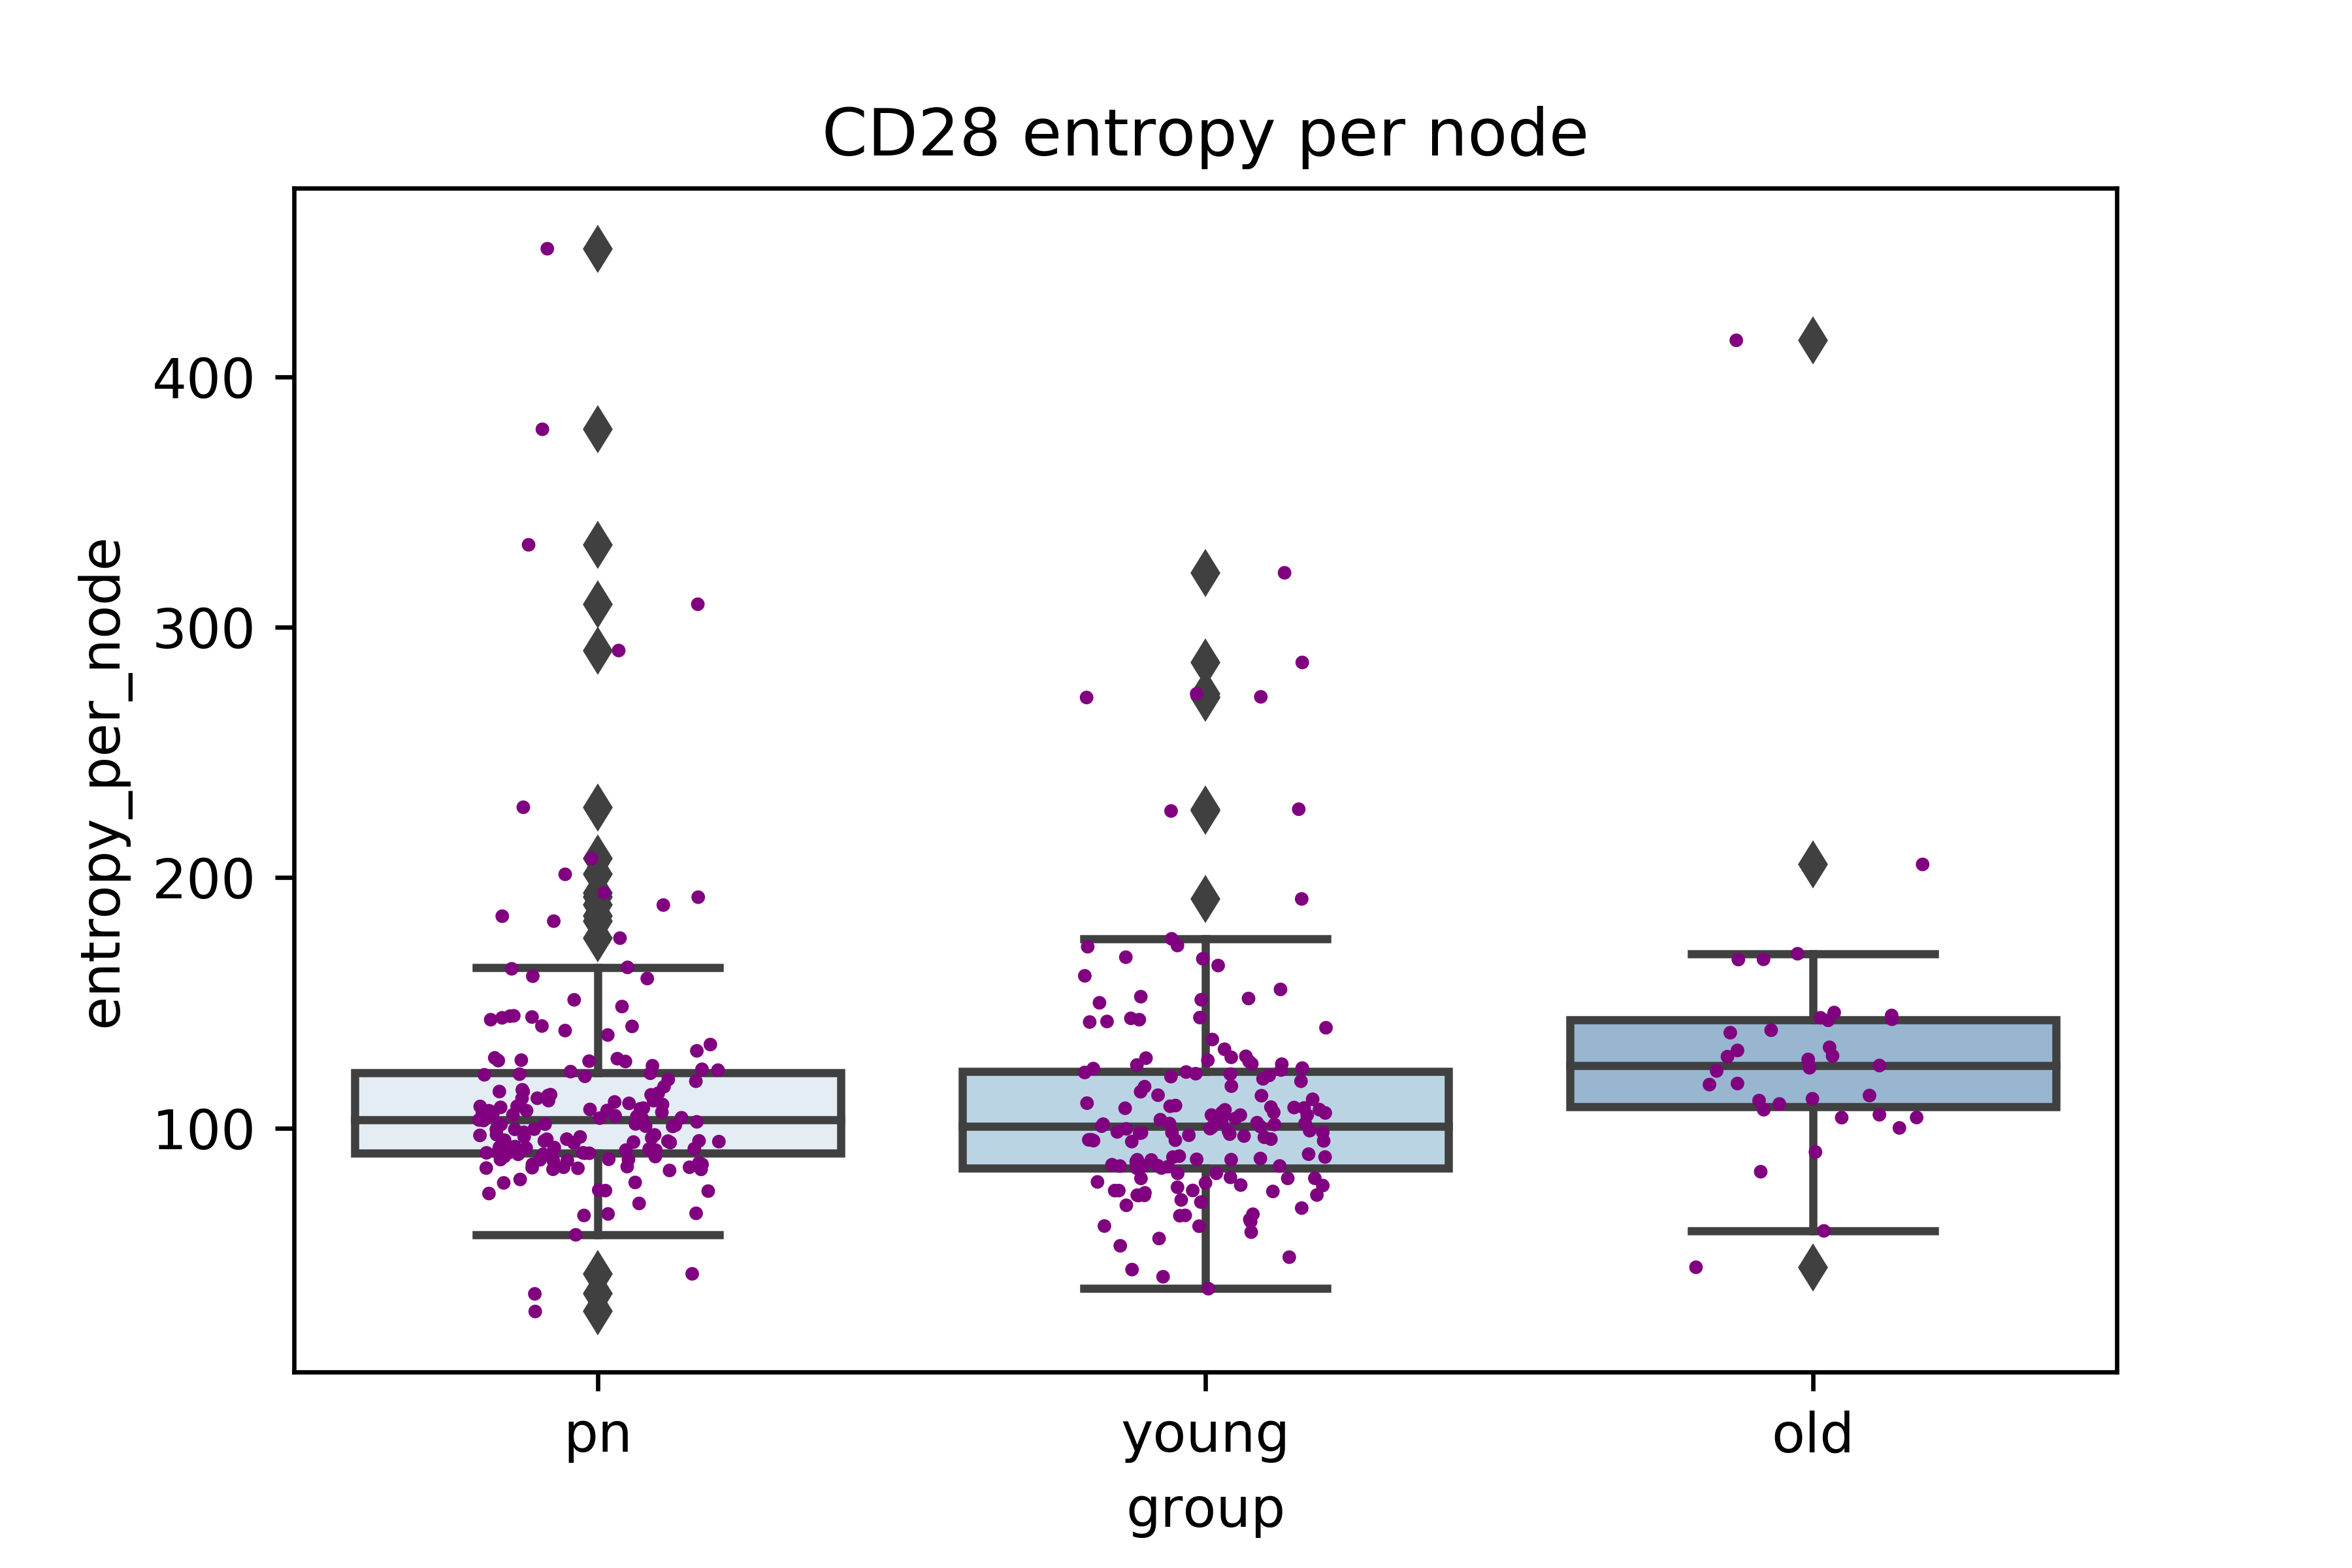 CD28 entropy per node
entropy_per_node
400
300
200
100
pn young old
group